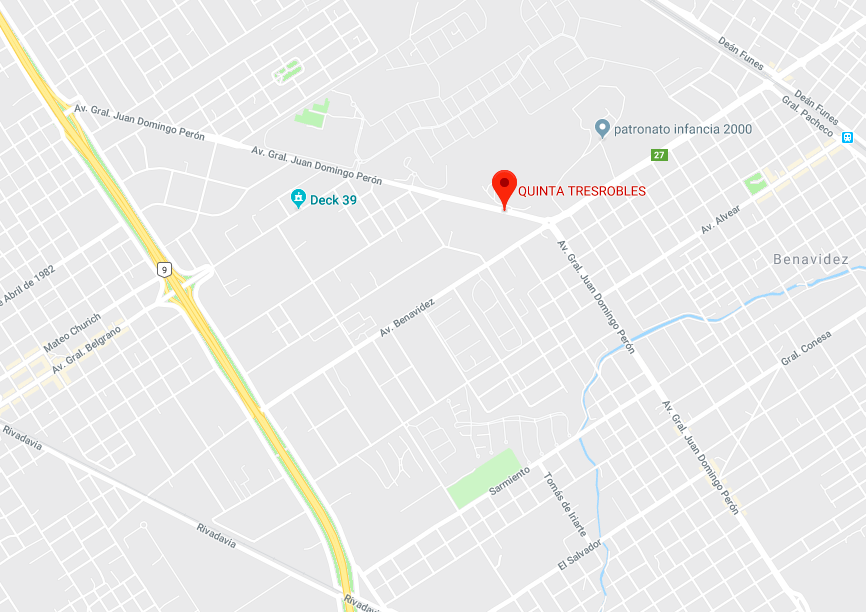 Deán Funes
Deán Funes
Gral. Pacheco
Av. Gral. Juan Domingo Perón
Av. Gral. Juan Domingo Perón
patronato infancia 2000
27
QUINTA TRESROBLES
Deck 39
Av. Alvear
Benavidez
9
Abril de 1982
Av. Gral. Juan Domingo Perón
Mateo Churich
Av. Gral. Belgrano
Av. Benavidez
Gral. Conesa
Av. Gral. Juan Domingo Perón
Rivadavia
Sarmiento
Tomás de Iriarte
Rivadavia
El Salvador
Rivadavi